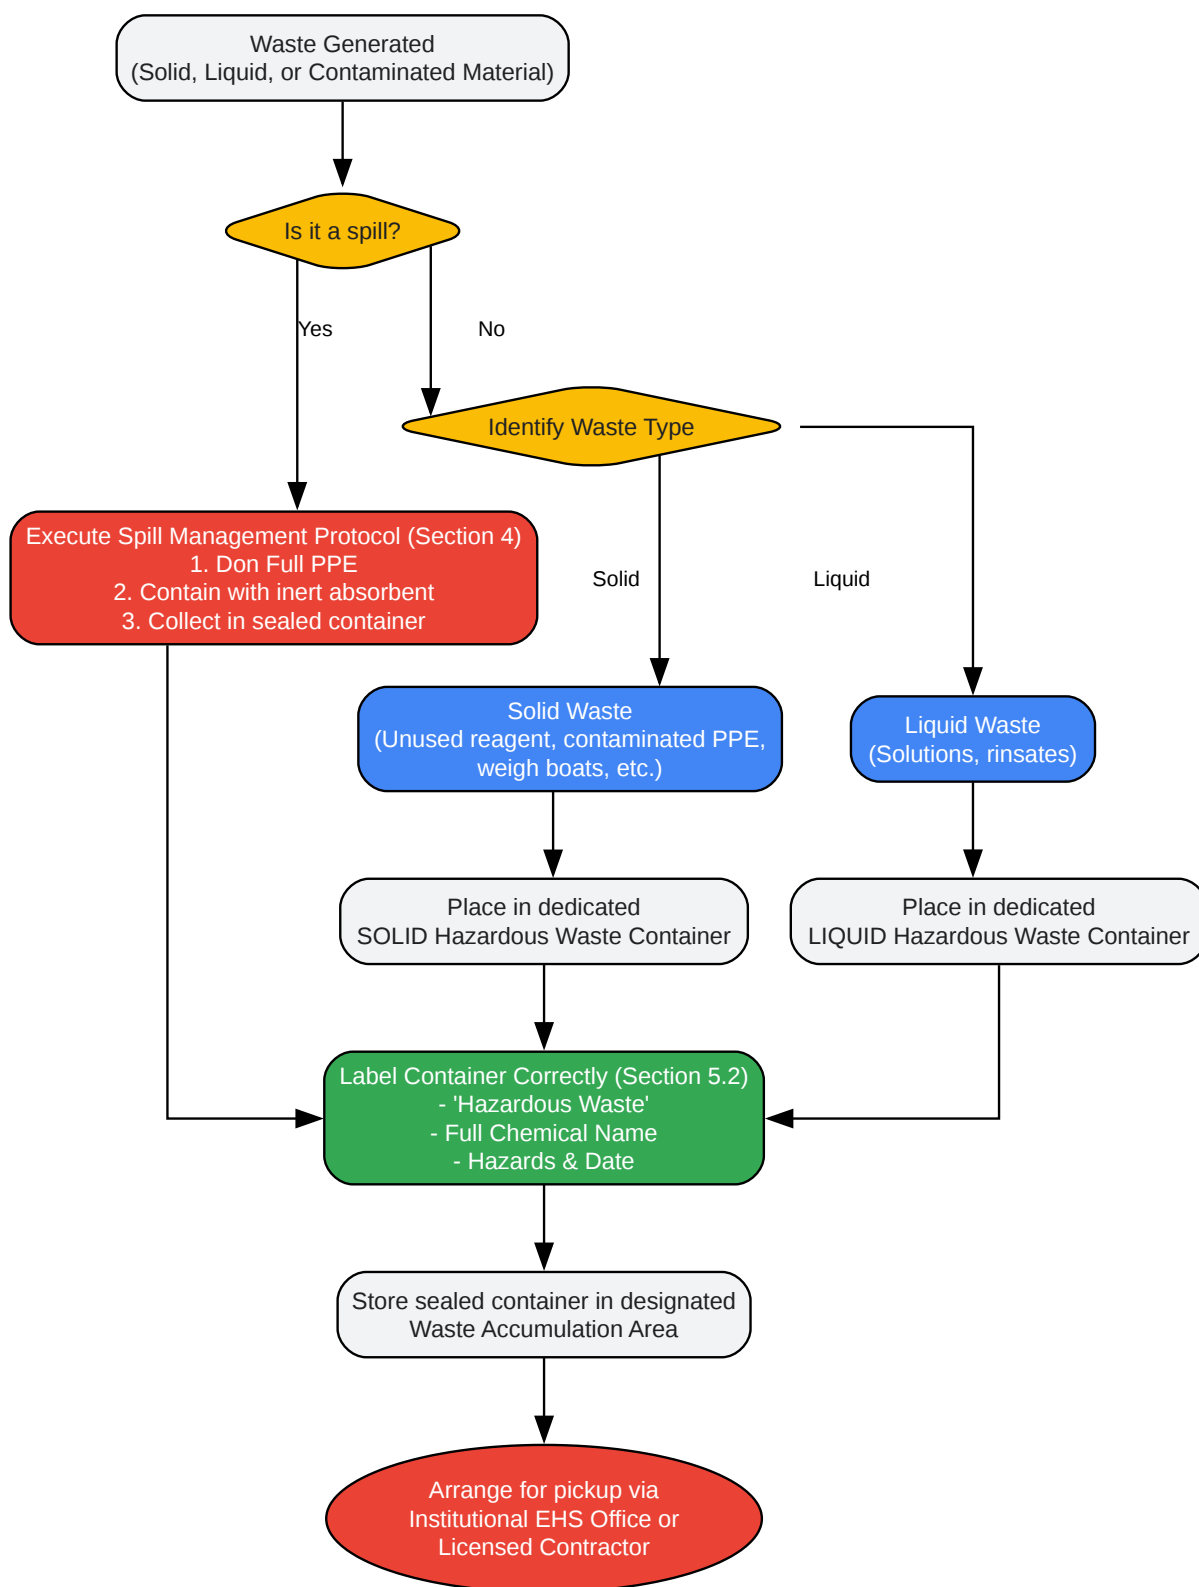 Waste Generated
(Solid, Liquid, or Contaminated Material)
Is it a spill?
Yes
No
Identify Waste Type
Execute Spill Management Protocol (Section 4)
1. Don Full PPE
2. Contain with inert absorbent
3. Collect in sealed container
Solid
Liquid
Solid Waste
(Unused reagent, contaminated PPE,
weigh boats, etc.)
Liquid Waste
(Solutions, rinsates)
Place in dedicated
SOLID Hazardous Waste Container
Place in dedicated
LIQUID Hazardous Waste Container
Label Container Correctly (Section 5.2)
- 'Hazardous Waste'
- Full Chemical Name
- Hazards & Date
Store sealed container in designated
Waste Accumulation Area
Arrange for pickup via
Institutional EHS Office or
Licensed Contractor